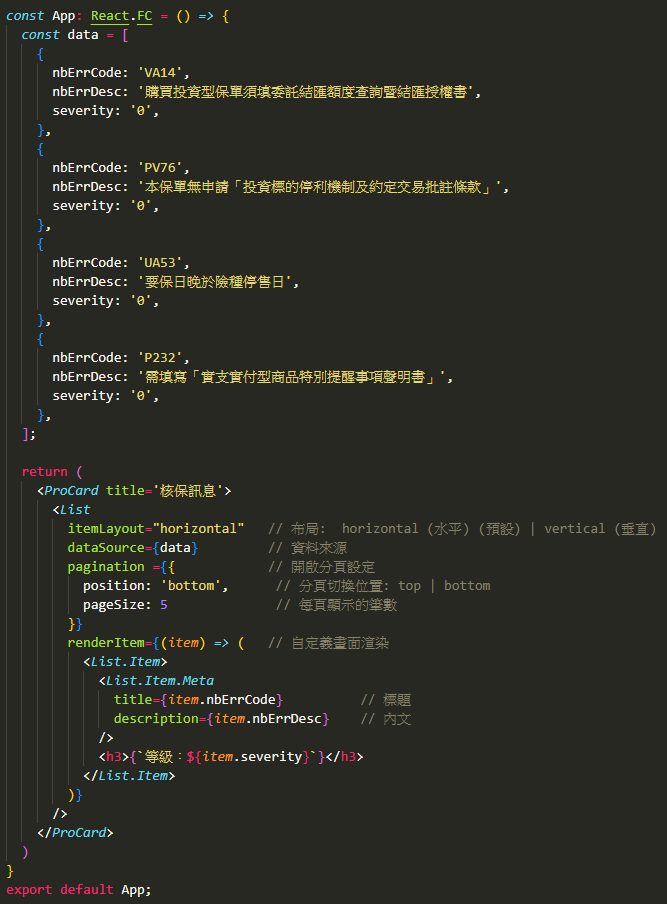 const App: React.FC = () => {
  const data = [
    {
      nbErrCode: 'VA14',
      nbErrDesc: '購買投資型保單須填委託結匯額度查詢暨結匯授權書',
      severity: '0',
    },
    {
      nbErrCode: 'PV76',
      nbErrDesc: '本保單無申請「投資標的停利機制及約定交易批註條款」',
      severity: '0',
    },
    {
      nbErrCode: 'UA53',
      nbErrDesc: '要保日晚於險種停售日',
      severity: '0',
    },
    {
      nbErrCode: 'P232',
      nbErrDesc: '需填寫「實支實付型商品特別提醒事項聲明書」',
      severity: '0',
    },
  ];

  return (
    <ProCard title='核保訊息'>
      <List
        itemLayout="horizontal"   // 布局:  horizontal (水平) (預設) | vertical (垂直)
        dataSource={data}         // 資料來源
        pagination ={{            // 開啟分頁設定
          position: 'bottom',      // 分頁切換位置: top | bottom
          pageSize: 5              // 每頁顯示的筆數
        }}
        renderItem={(item) => (   // 自定義畫面渲染
          <List.Item>
            <List.Item.Meta
              title={item.nbErrCode}          // 標題
              description={item.nbErrDesc}    // 內文
            />
            <h3>{`等級：${item.severity}`}</h3>
          </List.Item>
        )}
      />
    </ProCard>
  )
}
export default App;